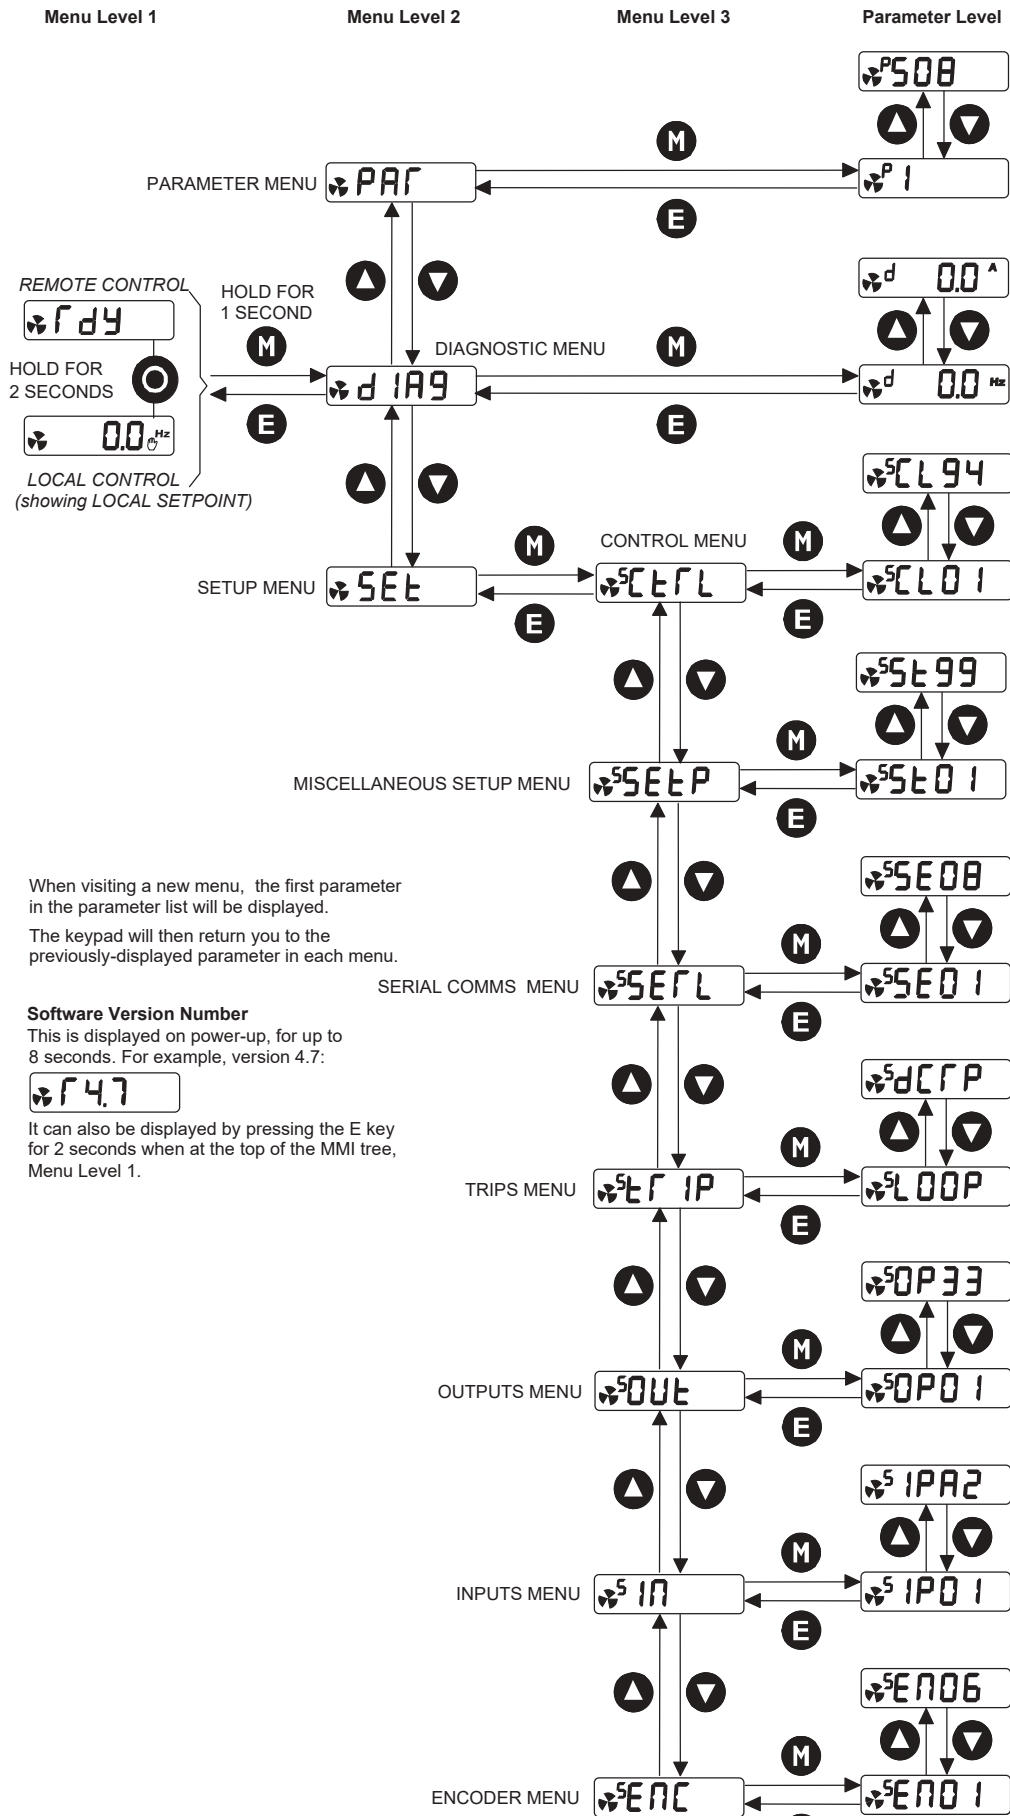 Menu Level 1 Menu Level 2 Menu Level 3 Parameter Level
PS08
M
PARAMETER MENU PAr P1
E
REMOTE CONTROL
rdY
HOLD FOR
2 SECONDS
0.0 Hz
LOCAL CONTROL
(showing LOCAL SETPOINT)
HOLD FOR
1 SECOND
M
E
DIAGNOSTIC MENU
dIAg
M
E
d 0.0 A
d 0.0 Hz
SETUP MENU SEt
M
E
CONTROL MENU
SCtrL
M
E
SCL94
SCL01
MISCELLANEOUS SETUP MENU SSEtP
M
E
SSt99
SSt01
When visiting a new menu, the first parameter
in the parameter list will be displayed.
The keypad will then return you to the
previously-displayed parameter in each menu.
SERIAL COMMS MENU SSErL
M
E
SSE08
SSE01
Software Version Number
This is displayed on power-up, for up to
8 seconds. For example, version 4.7:
r4.7
It can also be displayed by pressing the E key
for 2 seconds when at the top of the MMI tree,
Menu Level 1.
TRIPS MENU StrIP
M
E
SdCrP
SLOOP
OUTPUTS MENU SOUt
M
E
SOP33
SOP01
INPUTS MENU SIn
M
E
SIPA2
SIP01
ENCODER MENU SEnC
M
SEn06
SEn01